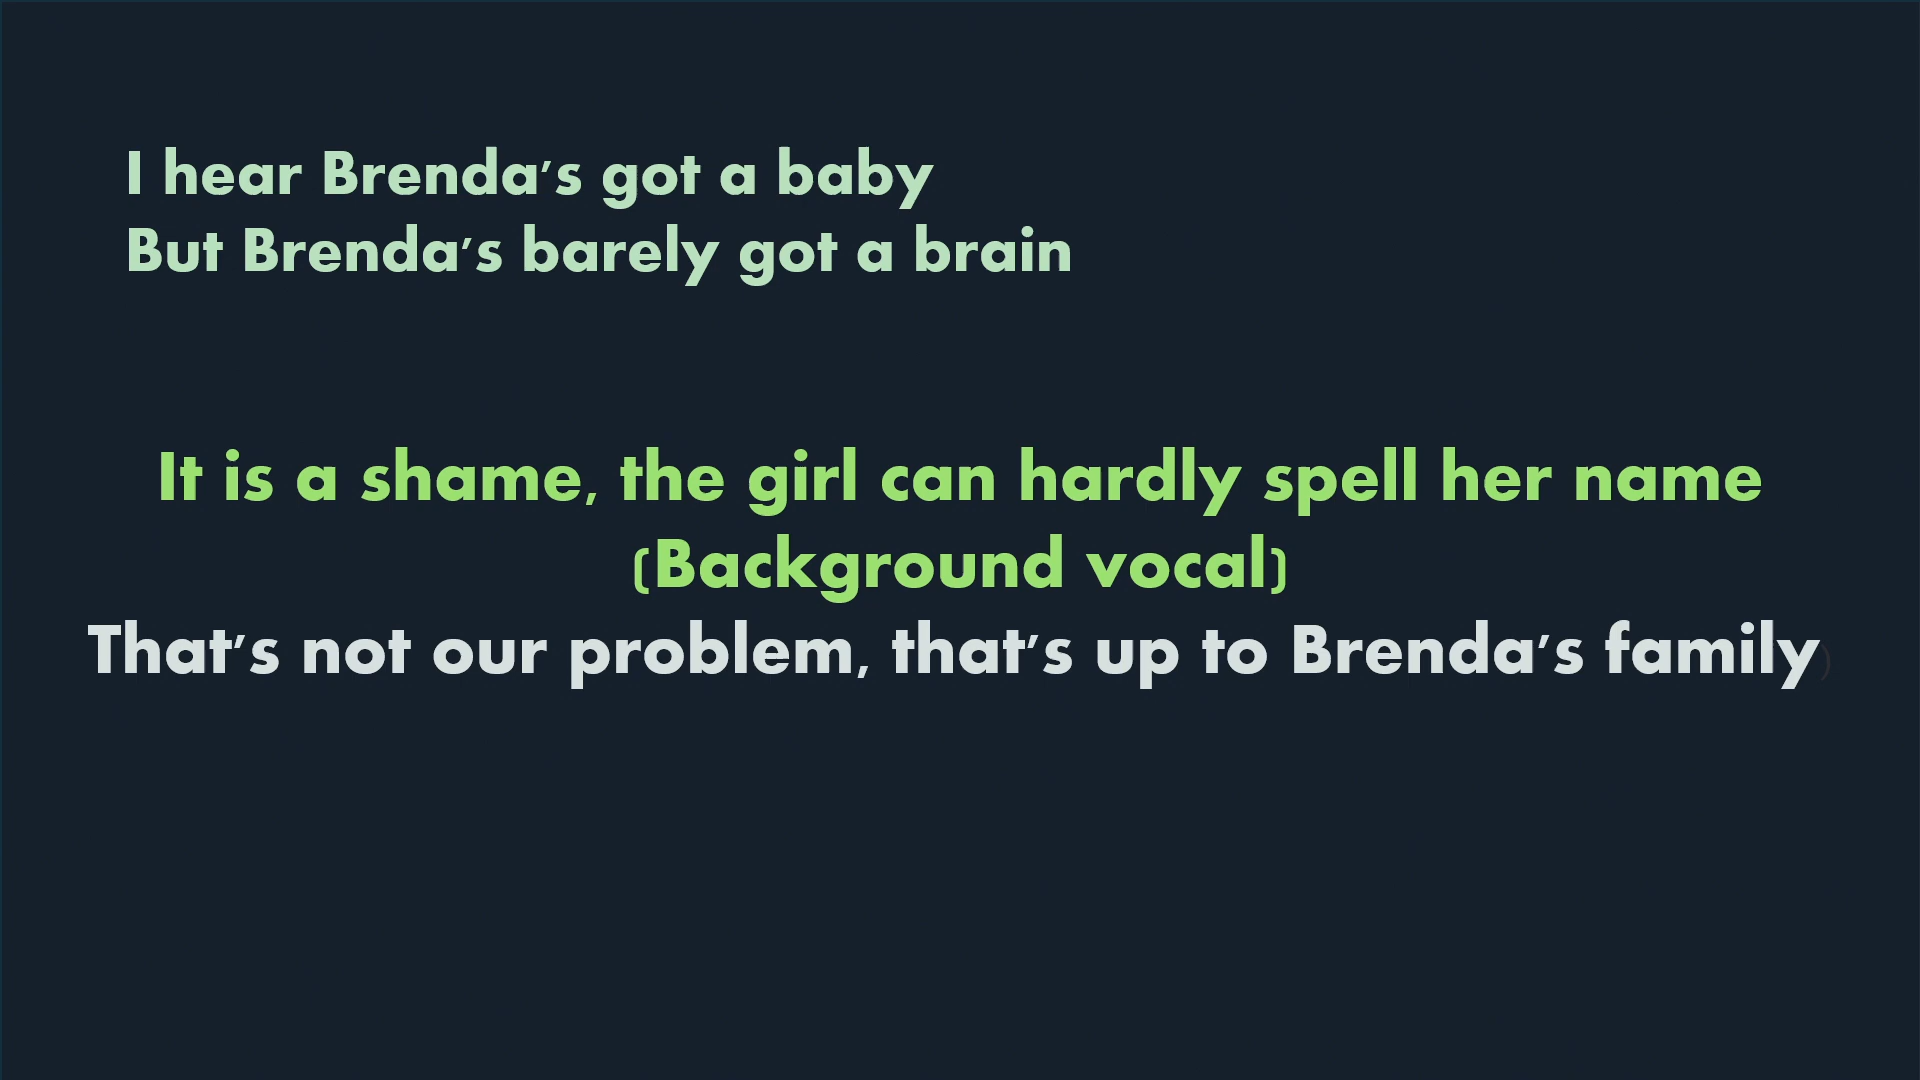 I hear Brenda's got a baby
But Brenda's barely got a brain
It is a shame, the girl can hardly spell her name
(Background vocal)
That's not our problem, that's up to Brenda's family)